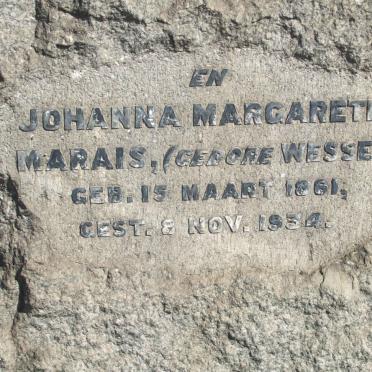 EN
JOHANNA MARGARET
MARAIS, (GEBORE WESSE
GEB. 15 MAART 1861,
GEST. 8 NOV. 1934.